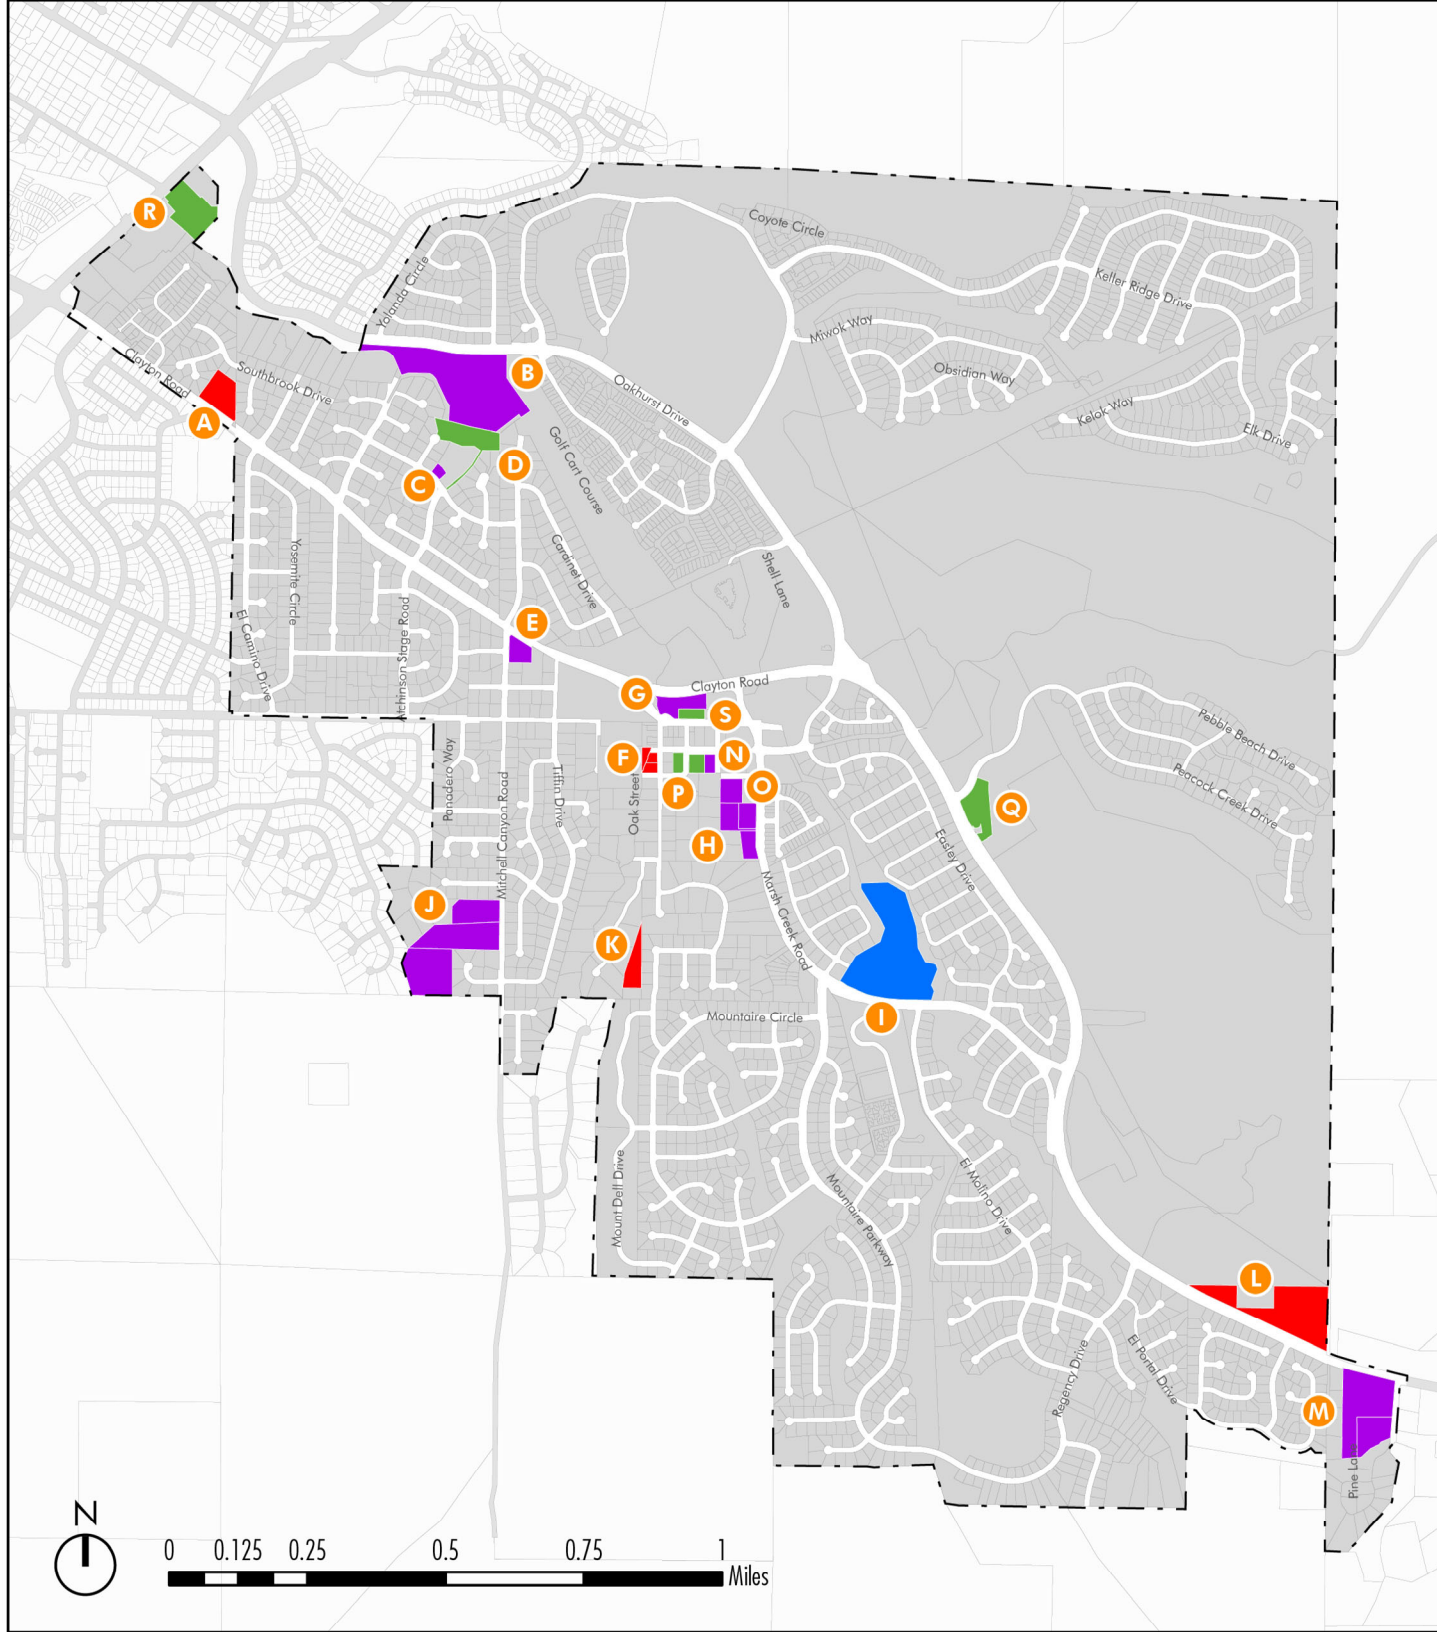 Coyote Circle
R
Keller Ridge Drive
Yolanda Circle
Miwok Way
Clayton Road
Southbrook Drive
B
Obsidian Way
Oakhurst Drive
Kelok Way
A
Elk Drive
Golf Cart Course
D
C
Yosemite Circle
Cardinet Drive
Shell Lane
El Camino Drive
Atchinson Stage Road
E
Clayton Road
G
S
Pebble Beach Drive
F
N
Panadero Way
Mitchell Canyon Road
Tiffin Drive
Oak Street
P
O
Peacock Creek Drive
Q
H
Easley Drive
J
Marsh Creek Road
K
Mountaire Circle
I
Mount Dell Drive
Mountaire Parkway
El Molino Drive
L
Regency Drive
El Portal Drive
M
Pine Lane
N
0 0.125 0.25 0.5 0.75 1
Miles